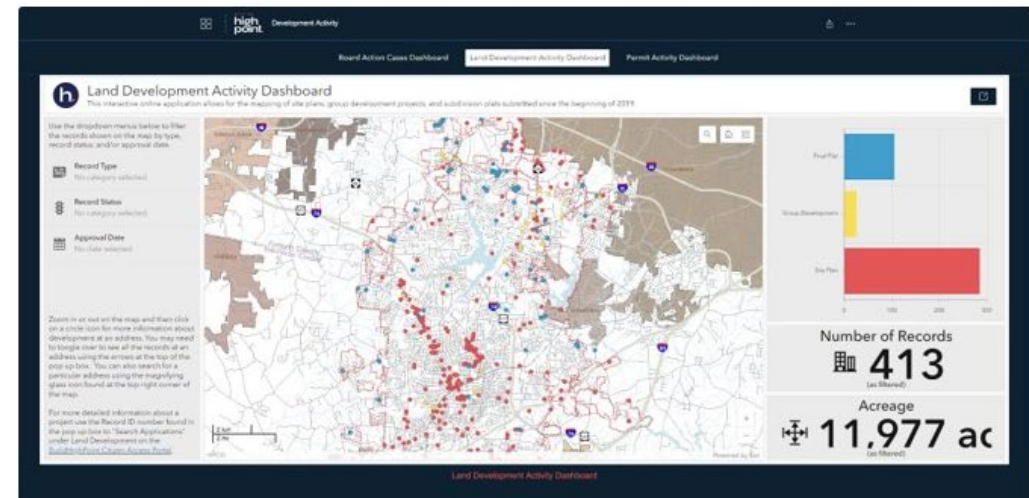 high point
Development Activity
Board Action Cases Dashboard
Land Development Activity Dashboard
Permit Activity Dashboard
h
Land Development Activity Dashboard
This interactive online application allows for the mapping of site plans, group development projects, and subdivision plats submitted since the beginning of 2019.
Use the dropdown menus below to filter
the records shown on the map by type,
record status and/or approval date.
Record Type
No category selected
Record Status
No category selected
Approval Date
No date selected
Zoom in or out on the map and then click
on a circle icon for more information about
development at an address. You may need
to toogle over to see all the records at an
address using the arrows at the top of the
pop up box. You can also search for a
particular address using the magnifying
glass icon found at the top right corner of
the map.
For more detailed information about a
project use the Record ID number found in
the pop up box to "Search Applications"
under Land Development on the
BuildHighPoint Citizen Access Portal.
Powered by Esri
Final Plat
Group Development
Site Plan
0
100
200
300
Number of Records
413
(as filtered)
Acreage
11,977 ac
(as filtered)
Land Development Activity Dashboard